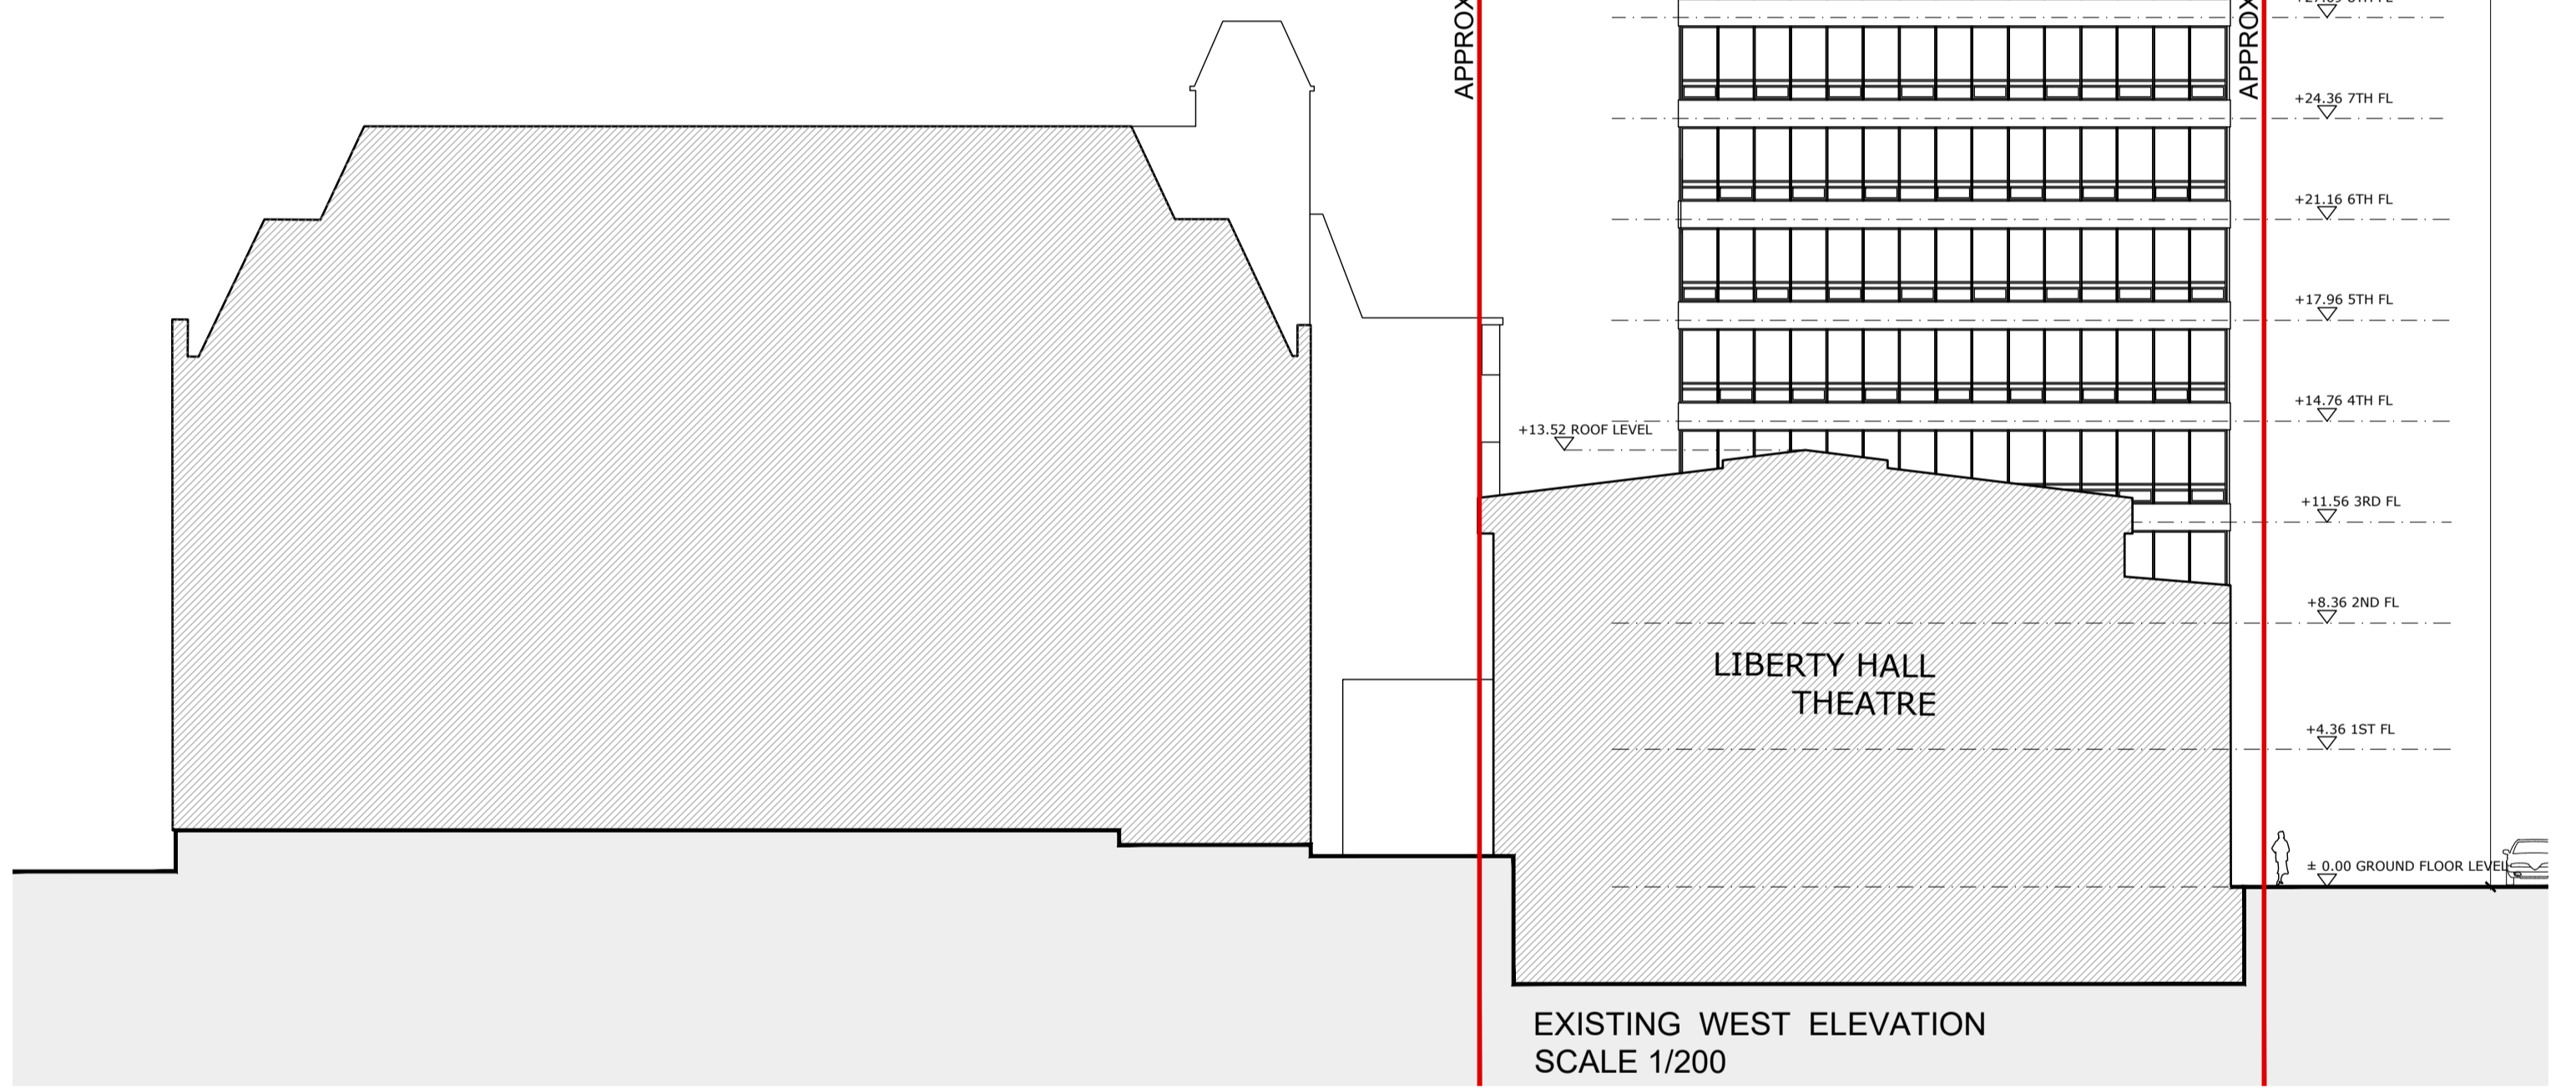 APPROX
APPROX
+24.36 7TH FL
+21.16 6TH FL
+17.96 5TH FL
+14.76 4TH FL
+13.52 ROOF LEVEL
+11.56 3RD FL
+8.36 2ND FL
LIBERTY HALL
THEATRE
+4.36 1ST FL
± 0.00 GROUND FLOOR LEVEL
EXISTING WEST ELEVATION
SCALE 1/200